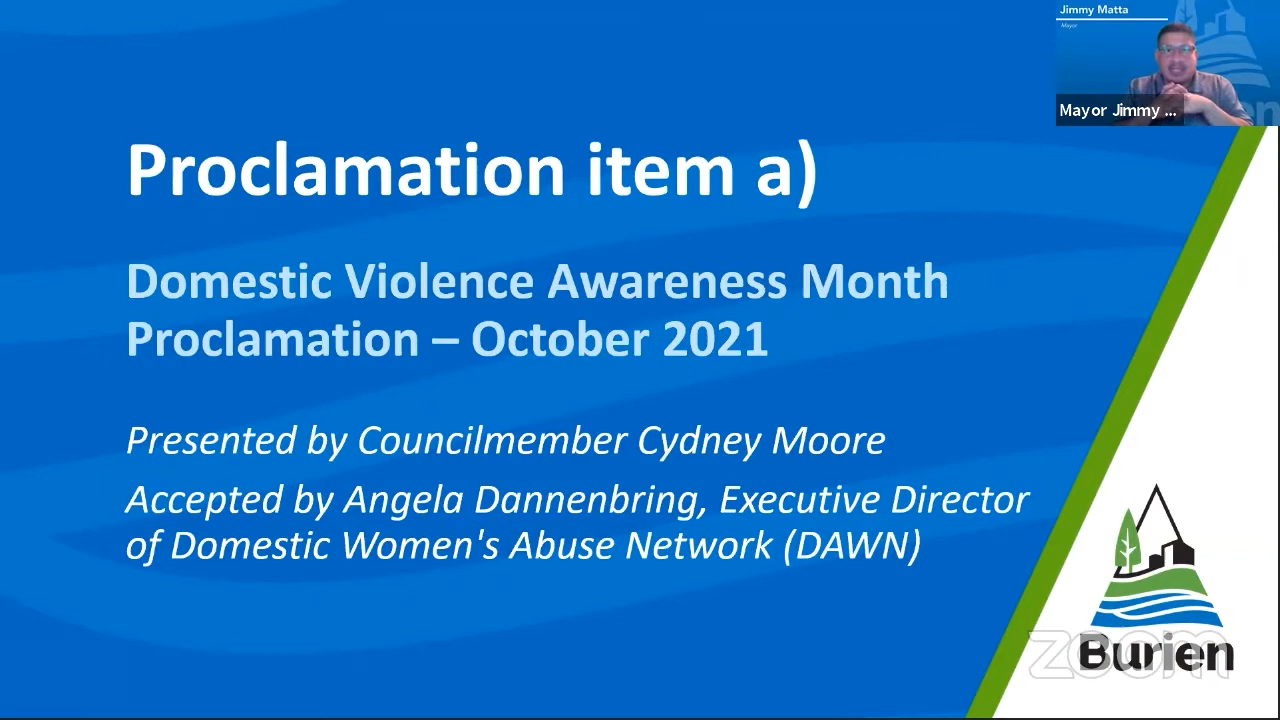 Jimmy Matta
Mayor
Mayor Jimmy ...
Proclamation item a)
Domestic Violence Awareness Month
Proclamation – October 2021
Presented by Councilmember Cydney Moore
Accepted by Angela Dannenbring, Executive Director
of Domestic Women's Abuse Network (DAWN)
zoom
Burien